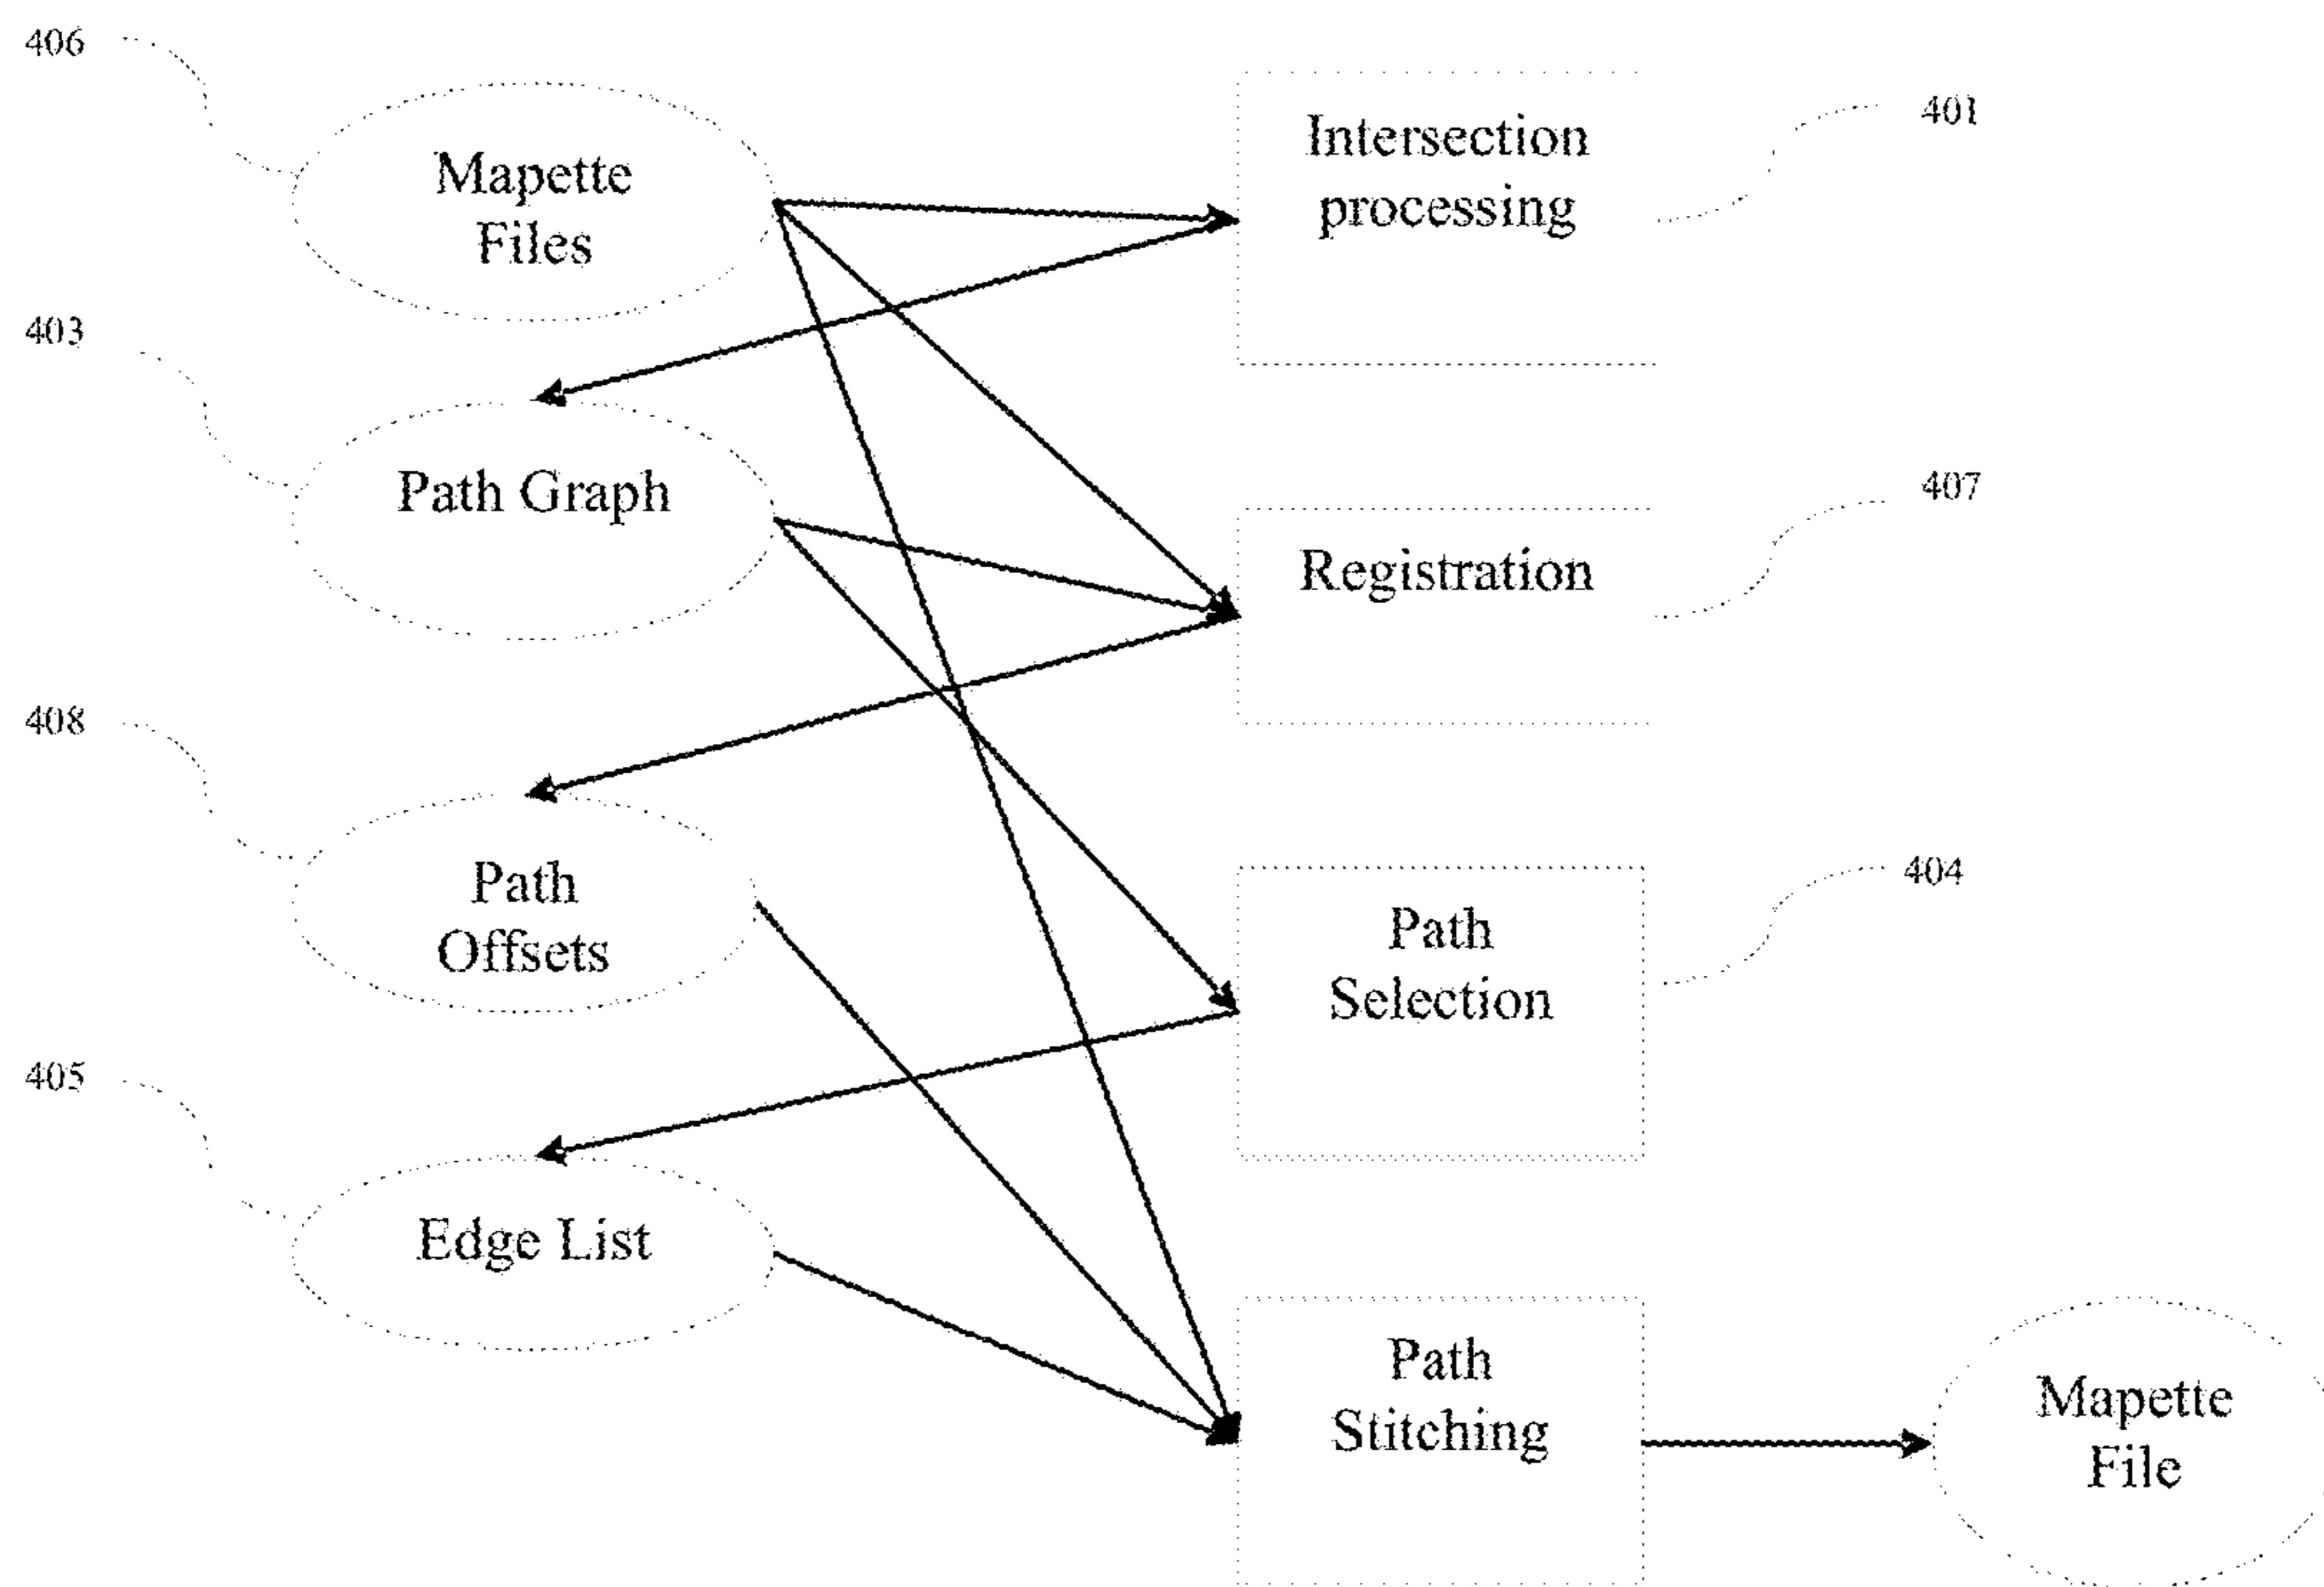 406
Mapette
Files
Intersection
processing
401
403
Path Graph
Registration
407
408
Path
Offsets
Path
Selection
404
405
Edge List
Path
Stitching
Mapette
File